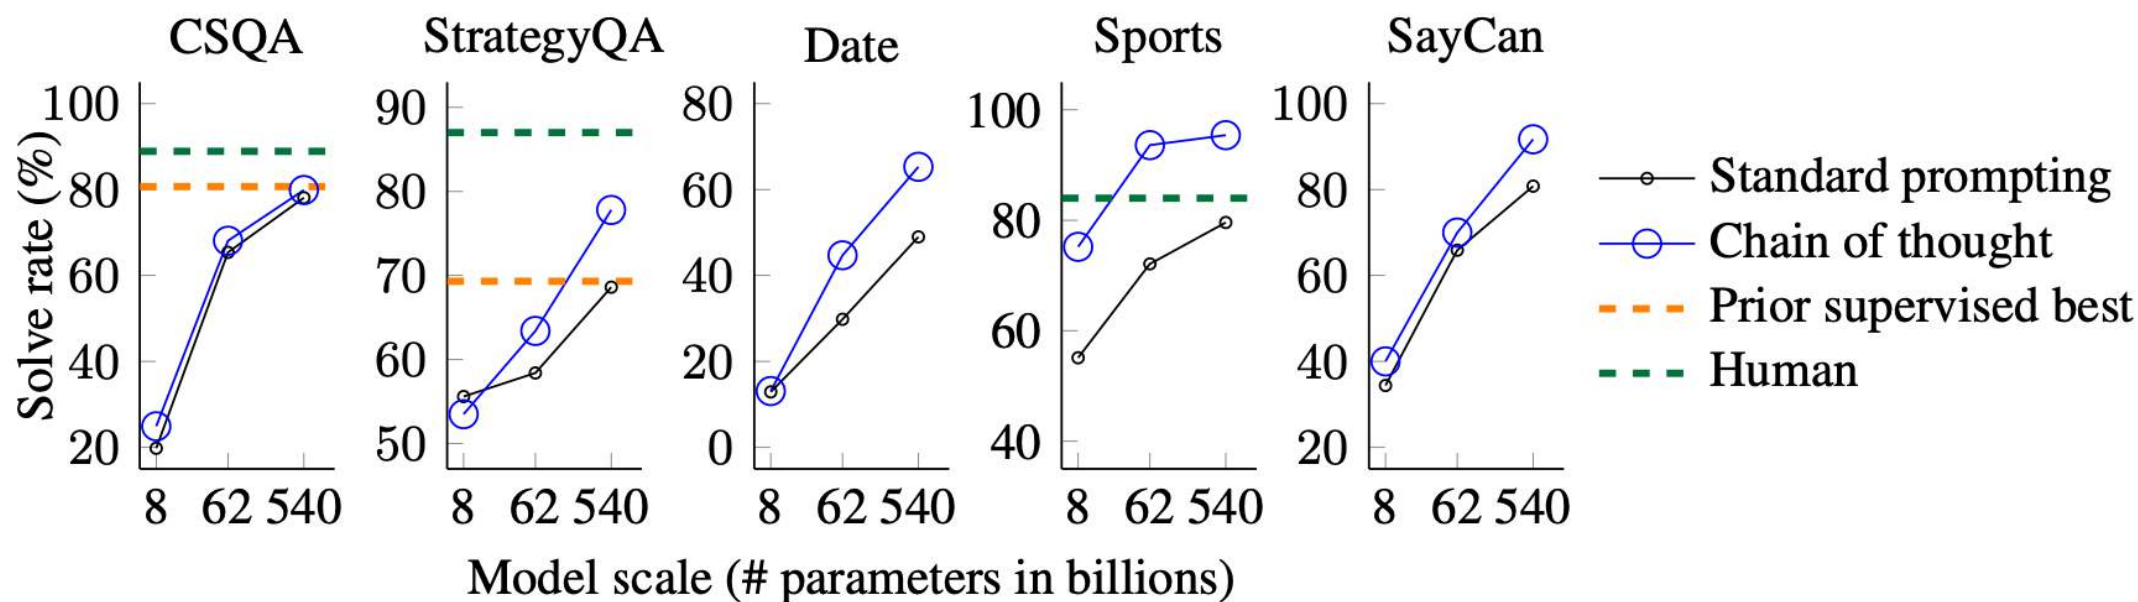 CSQA
Solve rate (%)
100
80
60
40
20
8 62 540
StrategyQA
90
80
70
60
50
8 62 540
Date
80
60
40
20
0
8 62 540
Sports
100
80
60
40
8 62 540
SayCan
100
80
60
40
20
8 62 540
Model scale (# parameters in billions)
Standard prompting
Chain of thought
Prior supervised best
Human